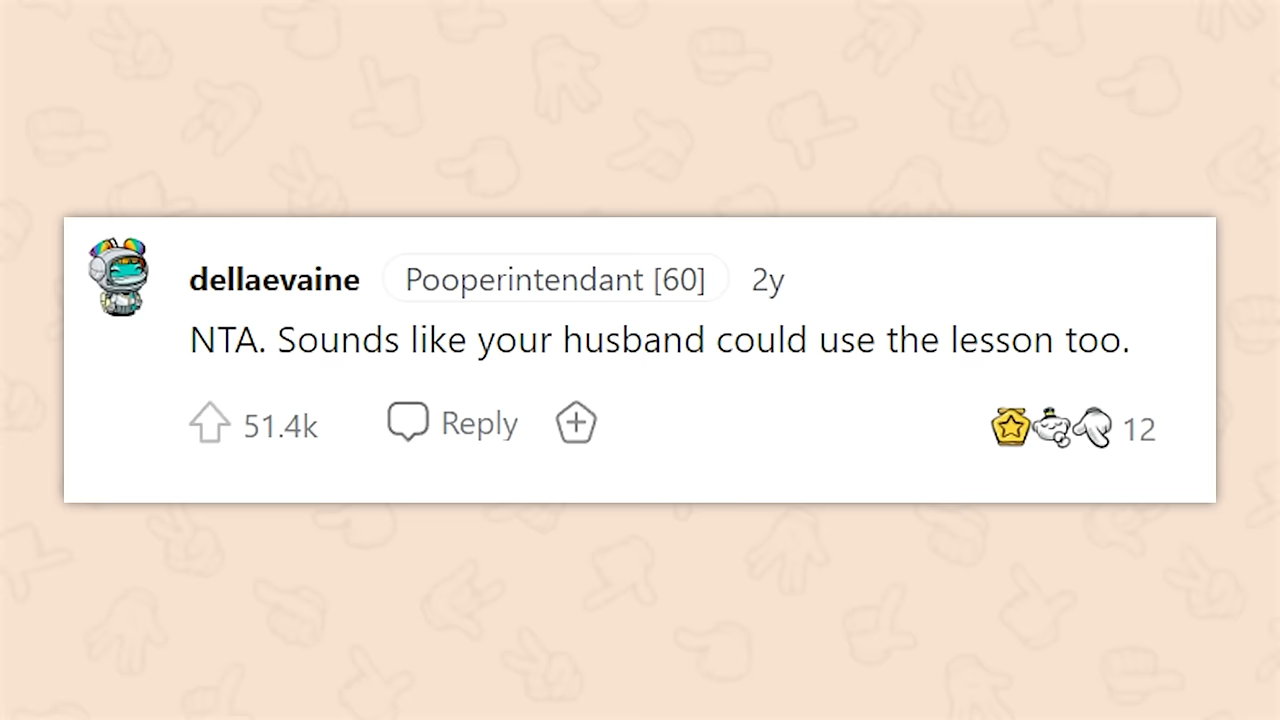 dellaevaine Pooperintendant [60] 2y
NTA. Sounds like your husband could use the lesson too.
51.4k Reply 12